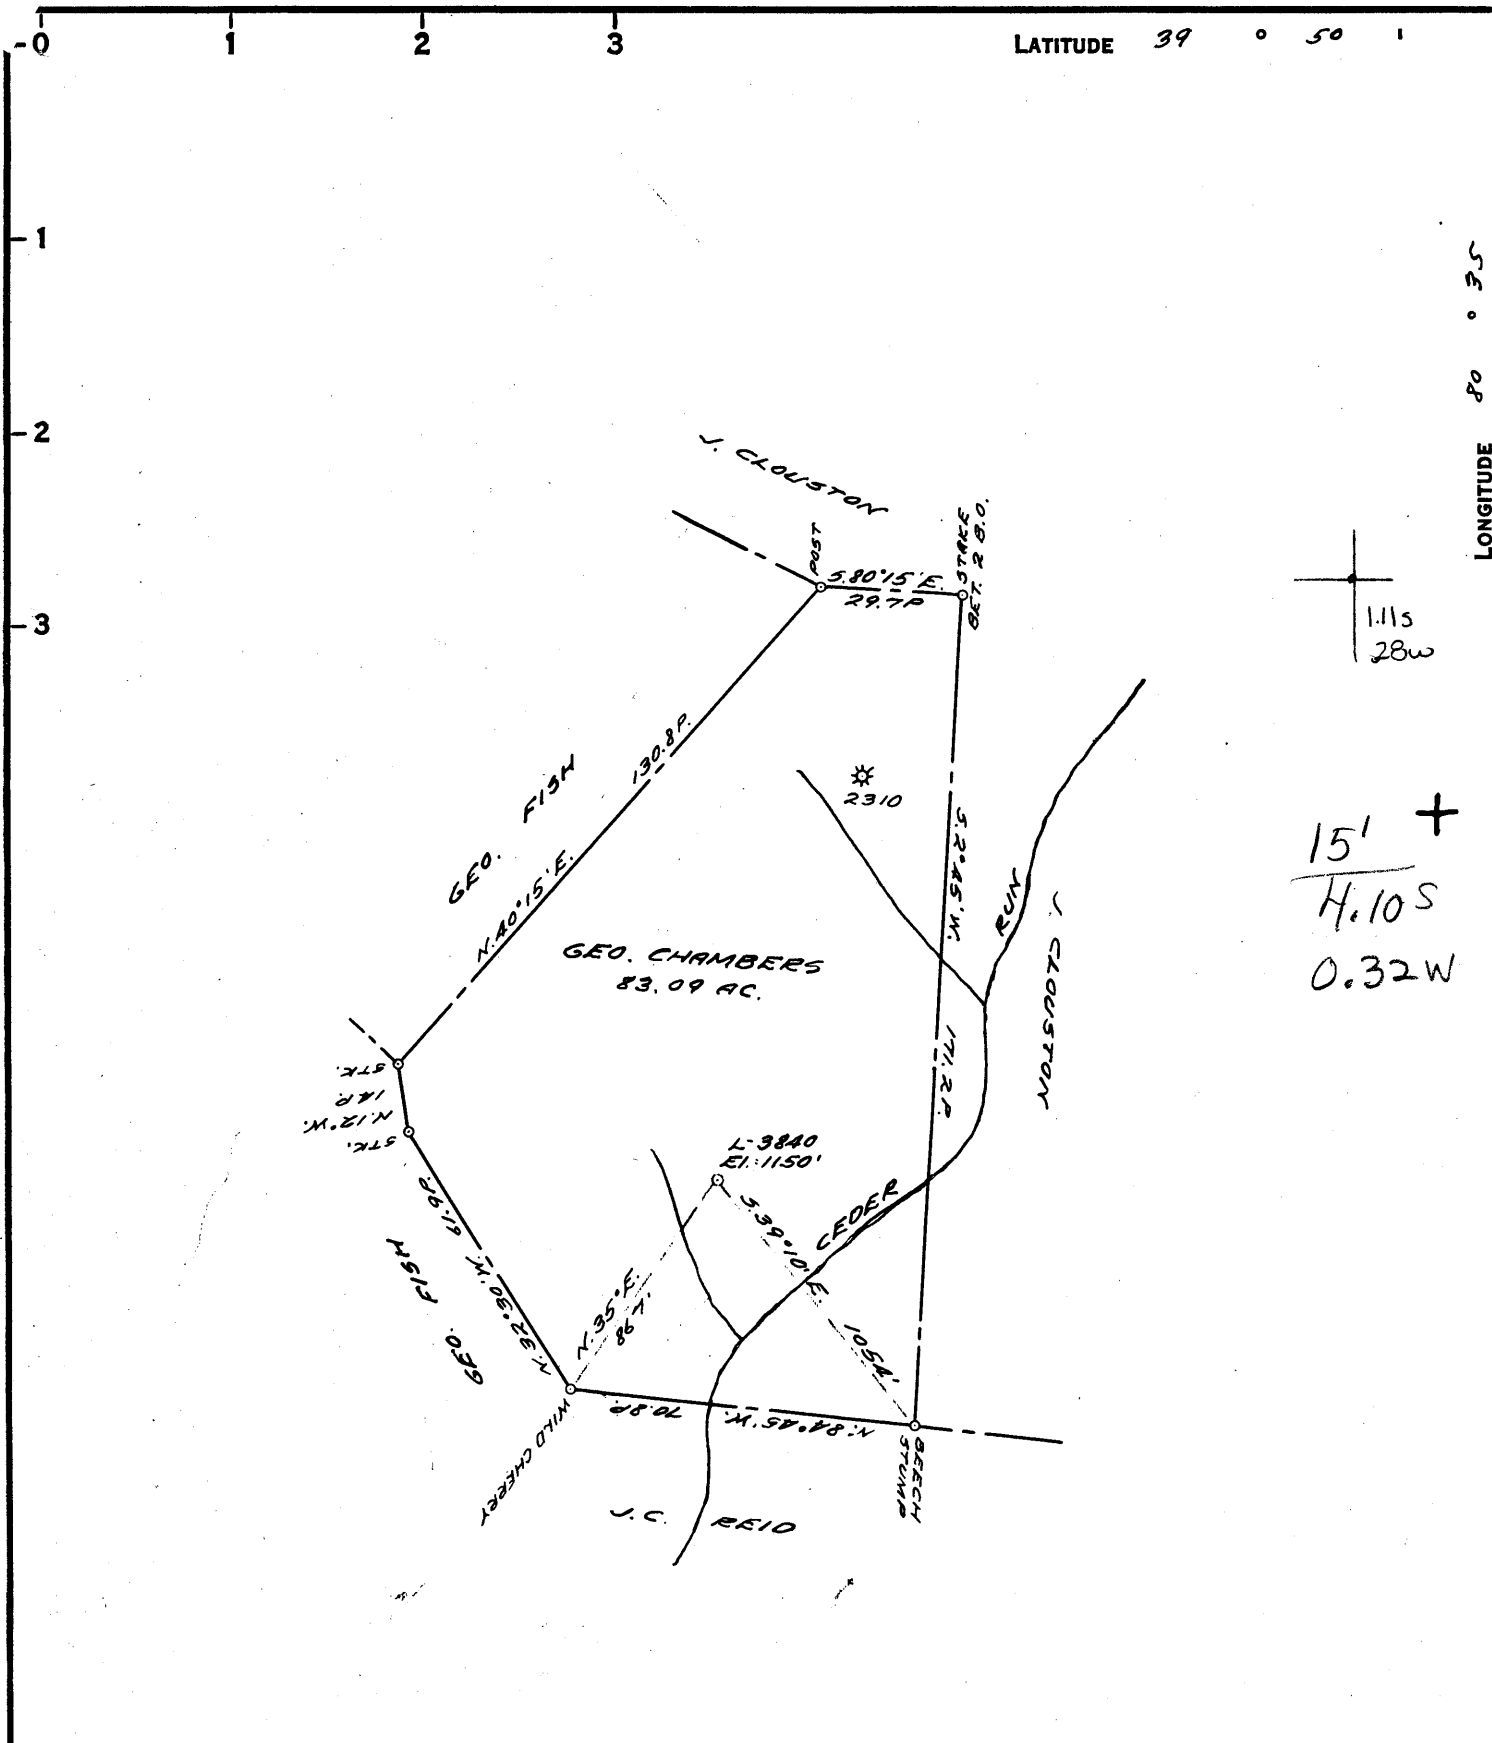 0 1 2 3
LATITUDE 39 ° 50 '
1
2
3
LONGITUDE 80 ° 35
J. CLOUSTON
POST
S.80°15'E.
29.7P
STAKE
BET. 2 B.O.
1.11s
28w
130.8P.
N.40°15'E.
GEO. FISH
2310
S.2°45'W.
171.2P.
RUN
J. CLOUSTON
15'
4.10 S
0.32W
GEO. CHAMBERS
83.09 AC.
STK.
14P.
N.12°W.
STK.
L-3840
El.:1150'
61.9P.
N.32°30'W.
GEO. FISH
CEDER
S.39°10'E.
1054'
N.35°E.
WILD CHERRY
70.8P.
N.84°45'W.
BEECH
STUMP
J.C. REID